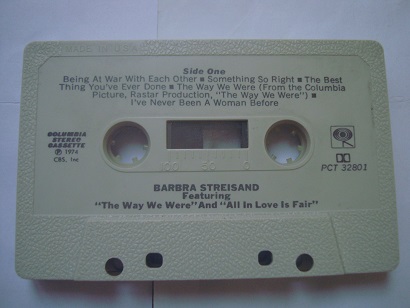 Side One
Being At War With Each Other ■ Something So Right ■ The Best
Thing You've Ever Done ■ The Way We Were (From the Columbia
Picture, Rastar Production, "The Way We Were") ■
I've Never Been A Woman Before
COLUMBIA
STEREO
CASSETTE
℗ 1974
CBS, Inc
PCT 32801
BARBRA STREISAND
Featuring
"The Way We Were" And "All In Love Is Fair"